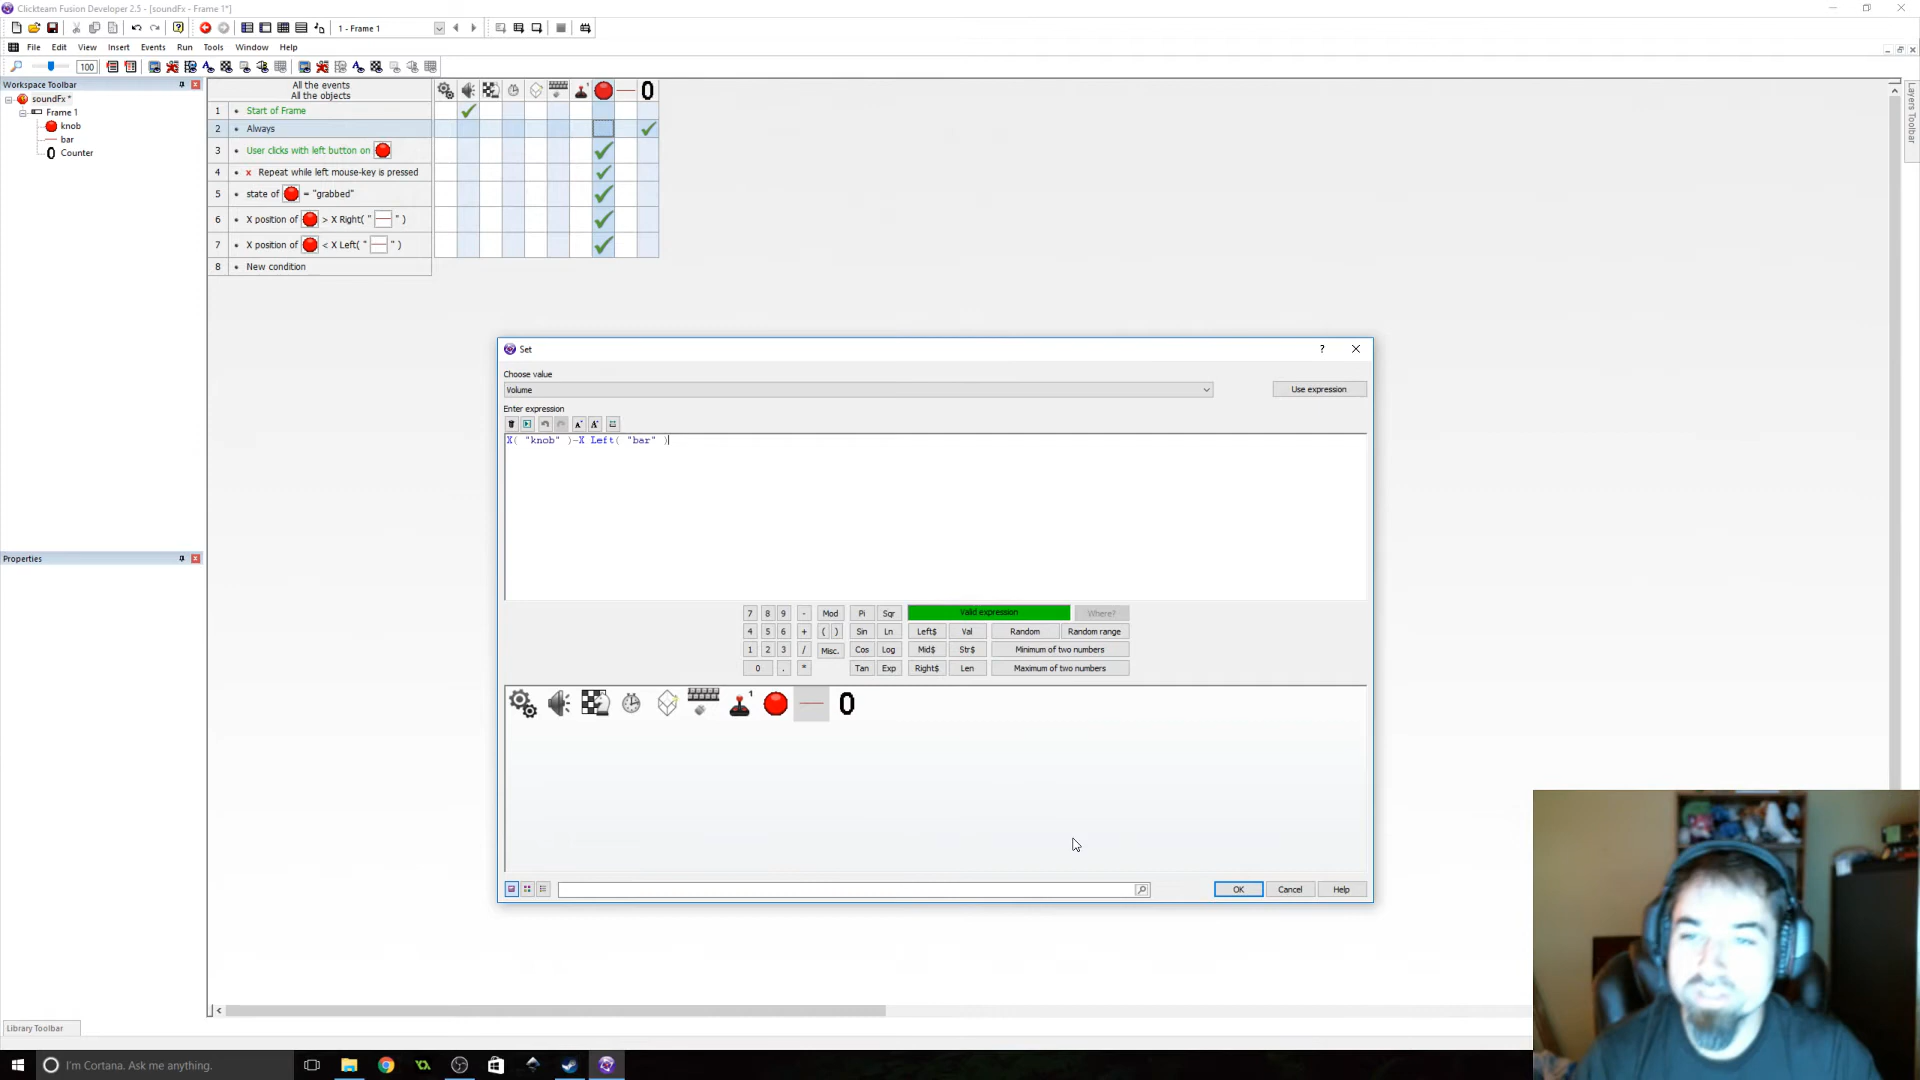 Clickteam Fusion Developer 2.5 - [soundFx - Frame 1*]
1 - Frame 1
File Edit View Insert Events Run Tools Window Help
100
Workspace Toolbar
soundFx *
Frame 1
knob
bar
Counter
All the events
All the objects
1 • Start of Frame
2 • Always
3 • User clicks with left button on
4 • x Repeat while left mouse-key is pressed
5 • state of = "grabbed"
6 • X position of > X Right( " " )
7 • X position of < X Left( " " )
8 • New condition
Layers Toolbar
Properties
Set
Choose value
Volume
Use expression
Enter expression
X( "knob" )-X Left( "bar" )
7 8 9 - Mod Pi Sqr Valid expression Where?
4 5 6 + ( ) Sin Ln Left$ Val Random Random range
1 2 3 / Misc. Cos Log Mid$ Str$ Minimum of two numbers
0 . * Tan Exp Right$ Len Maximum of two numbers
1
0
OK Cancel Help
Library Toolbar
I'm Cortana. Ask me anything.